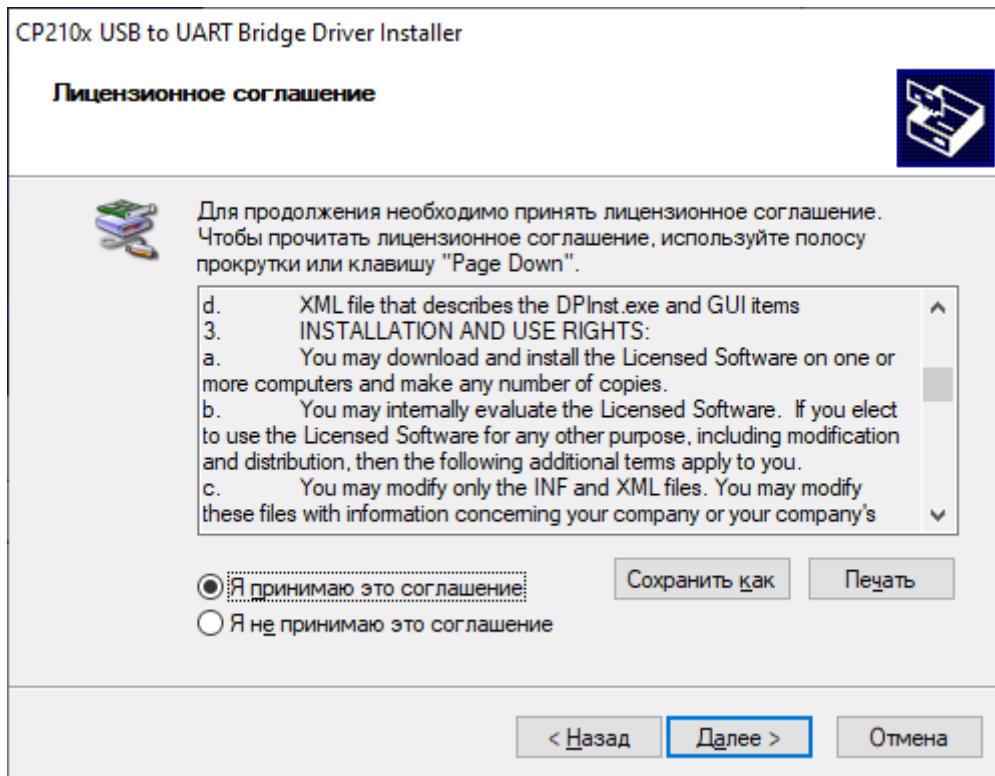 CP210x USB to UART Bridge Driver Installer
Лицензионное соглашение
Для продолжения необходимо принять лицензионное соглашение.
Чтобы прочитать лицензионное соглашение, используйте полосу
прокрутки или клавишу "Page Down".
d. XML file that describes the DPInst.exe and GUI items
3. INSTALLATION AND USE RIGHTS:
a. You may download and install the Licensed Software on one or
more computers and make any number of copies.
b. You may internally evaluate the Licensed Software. If you elect
to use the Licensed Software for any other purpose, including modification
and distribution, then the following additional terms apply to you.
c. You may modify only the INF and XML files. You may modify
these files with information concerning your company or your company's
Я принимаю это соглашение
Сохранить как
Печать
Я не принимаю это соглашение
< Назад
Далее >
Отмена